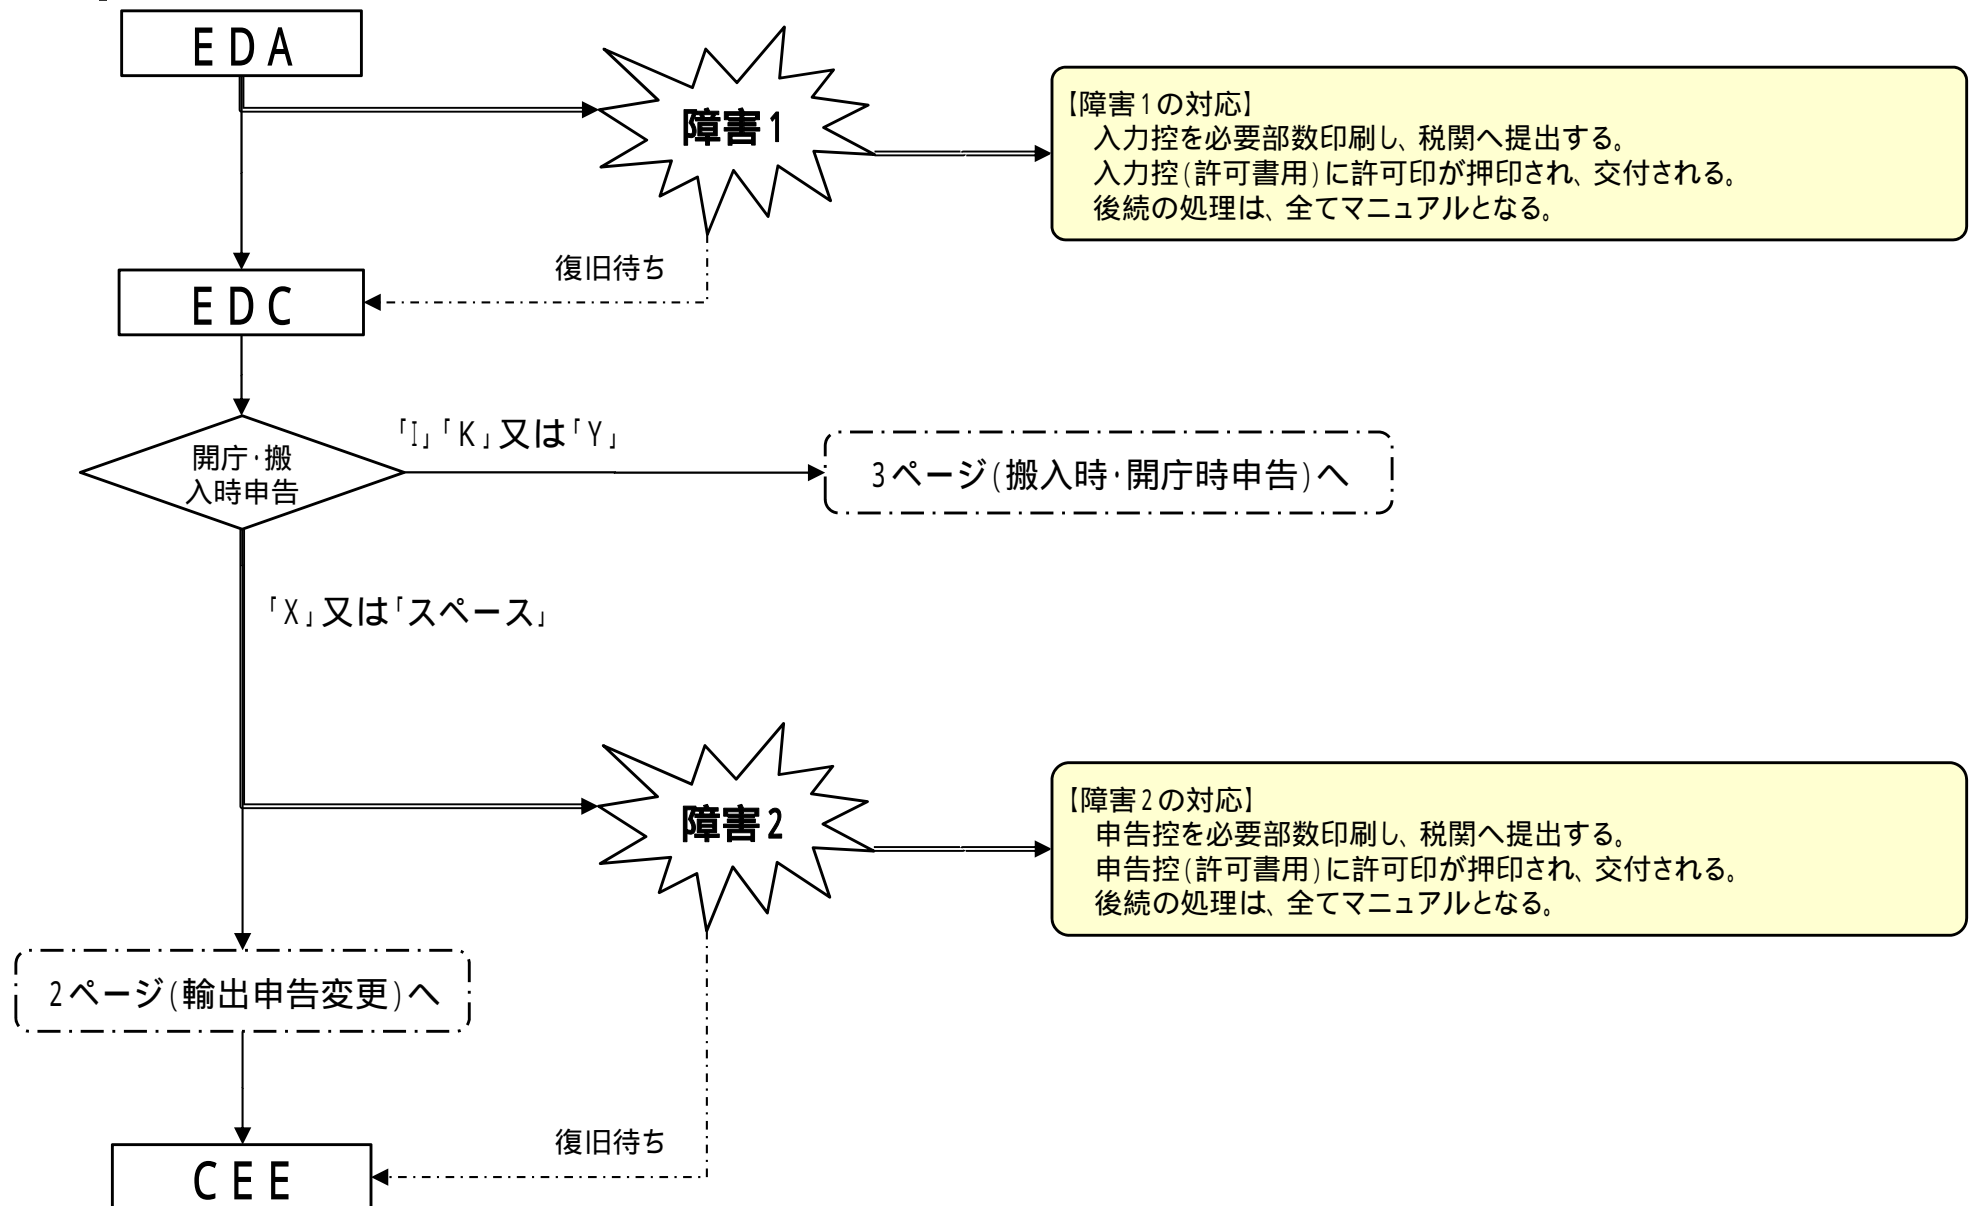 EDA
障害1
【障害1の対応】
入力控を必要部数印刷し、税関へ提出する。
入力控(許可書用)に許可印が押印され、交付される。
後続の処理は、全てマニュアルとなる。
復旧待ち
EDC
開庁・搬
入時申告
「I」「K」又は「Y」
3ページ(搬入時・開庁時申告)へ
「X」又は「スペース」
障害2
【障害2の対応】
申告控を必要部数印刷し、税関へ提出する。
申告控(許可書用)に許可印が押印され、交付される。
後続の処理は、全てマニュアルとなる。
2ページ(輸出申告変更)へ
復旧待ち
CEE